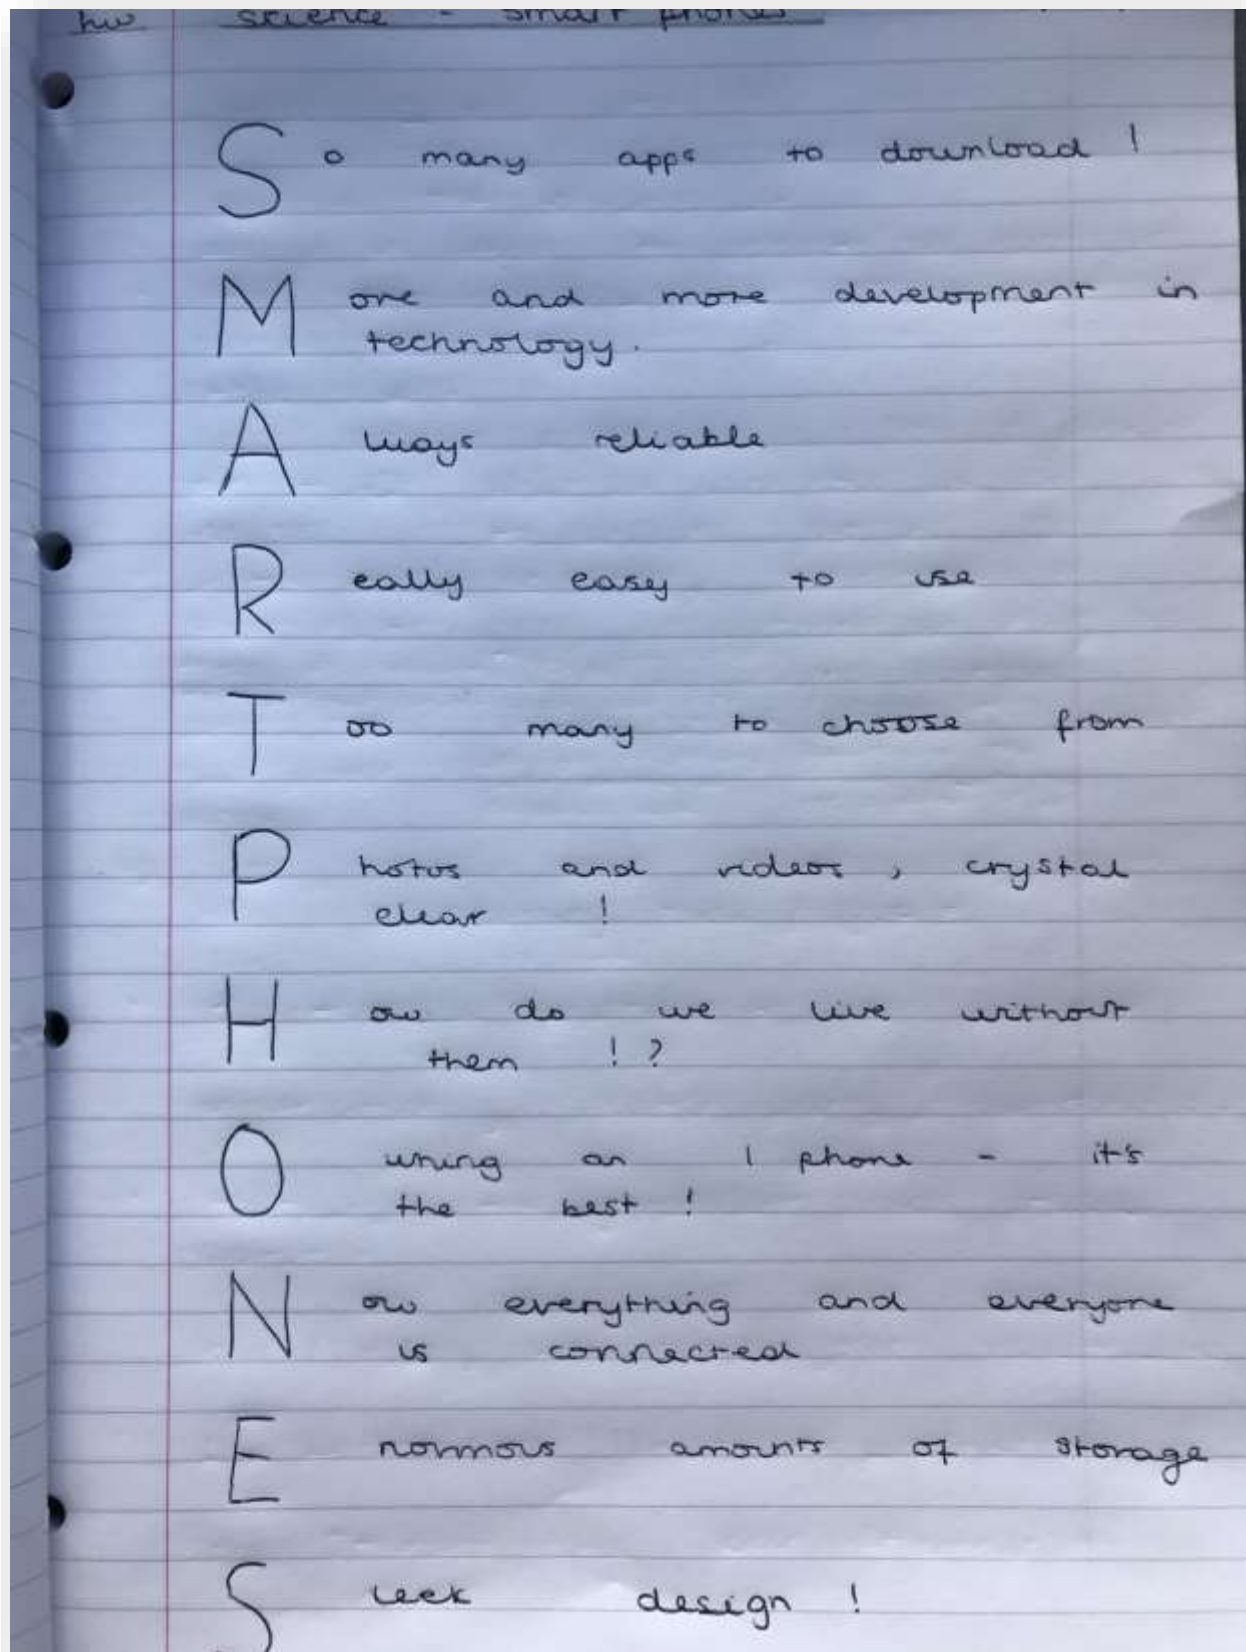 hw science - smart phones
So many apps to download !
More and more development in
technology.
Always reliable
Really easy to use
Too many to choose from
Photos and videos , crystal
clear !
How do we live without
them ! ?
Owning an I phone - it's
the best !
Now everything and everyone
is connected
Enormous amounts of storage
Sleek design !